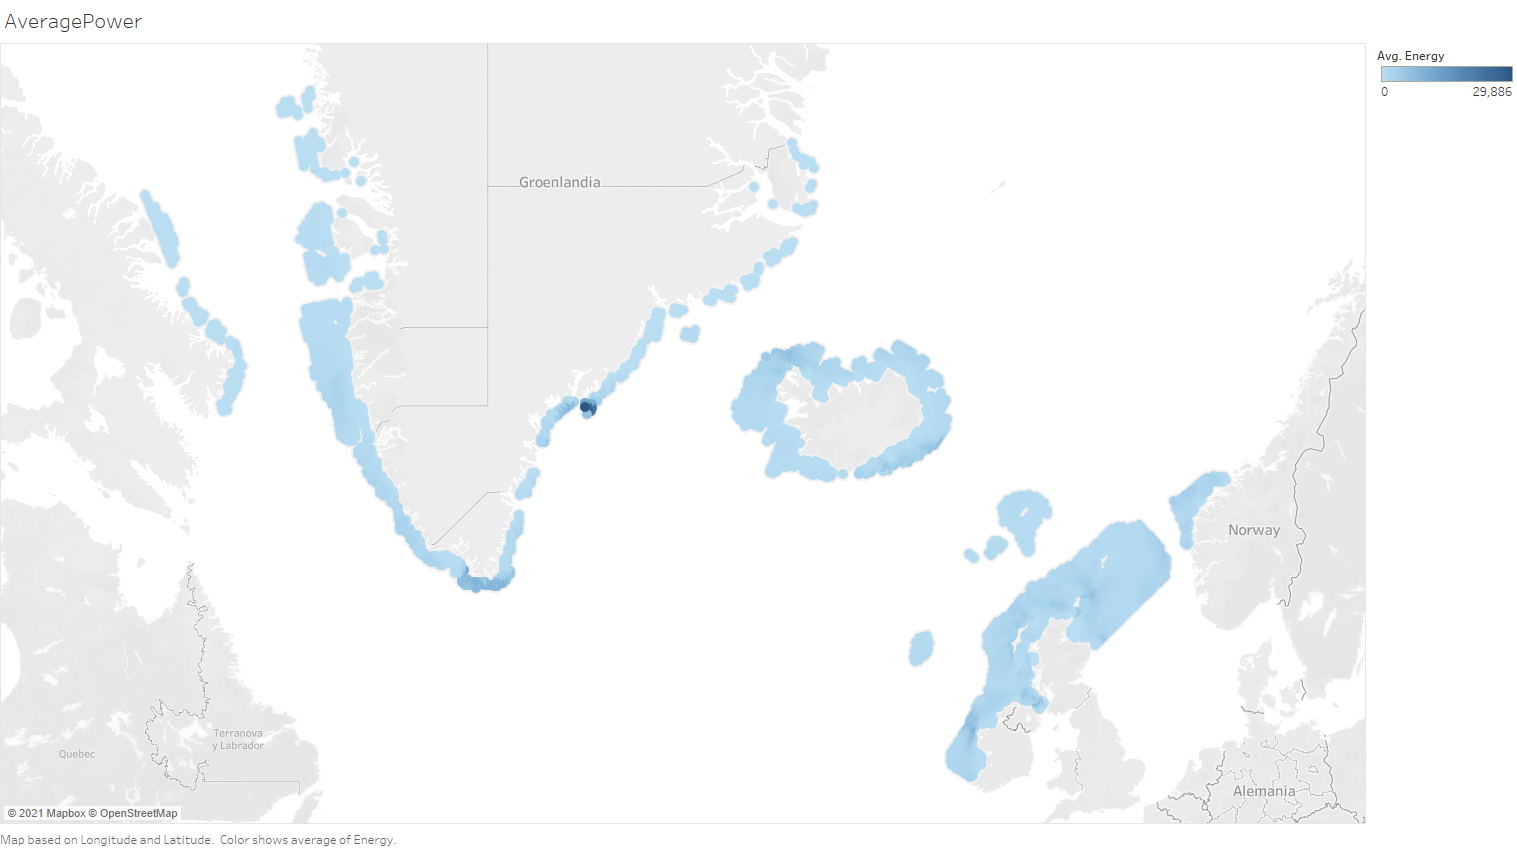 AveragePower
Avg. Energy
0 29,886
Groenlandia
Norway
Terranova
y Labrador
Quebec
Alemania
© 2021 Mapbox © OpenStreetMap
Map based on Longitude and Latitude. Color shows average of Energy.